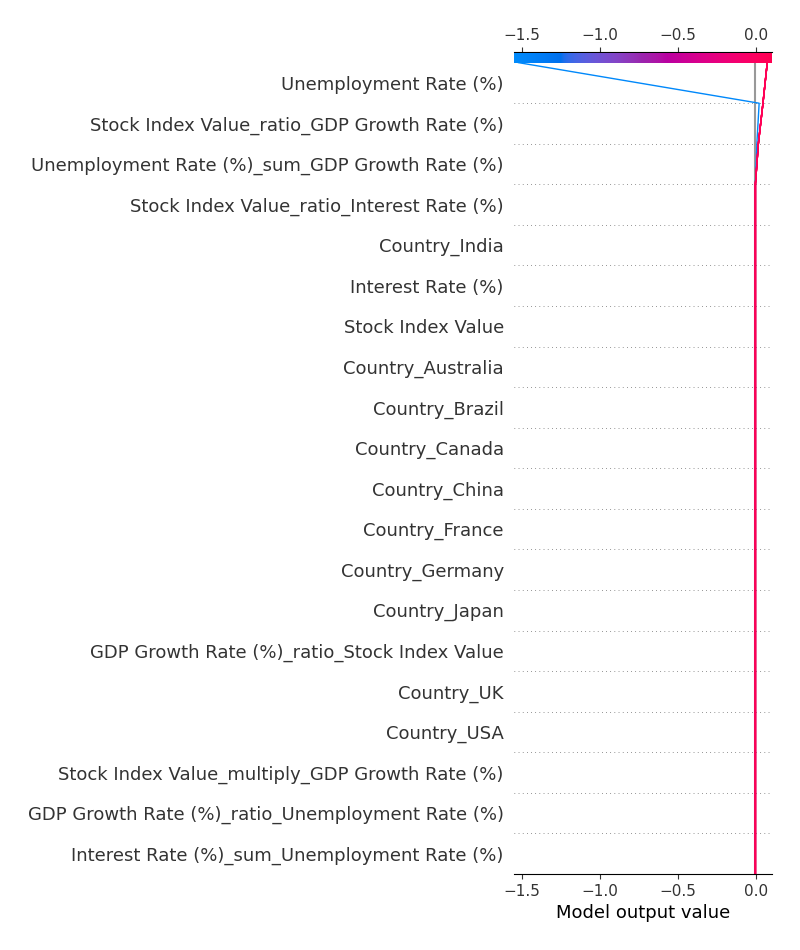 −1.5 −1.0 −0.5 0.0
Unemployment Rate (%)
Stock Index Value_ratio_GDP Growth Rate (%)
Unemployment Rate (%)_sum_GDP Growth Rate (%)
Stock Index Value_ratio_Interest Rate (%)
Country_India
Interest Rate (%)
Stock Index Value
Country_Australia
Country_Brazil
Country_Canada
Country_China
Country_France
Country_Germany
Country_Japan
GDP Growth Rate (%)_ratio_Stock Index Value
Country_UK
Country_USA
Stock Index Value_multiply_GDP Growth Rate (%)
GDP Growth Rate (%)_ratio_Unemployment Rate (%)
Interest Rate (%)_sum_Unemployment Rate (%)
−1.5 −1.0 −0.5 0.0
Model output value